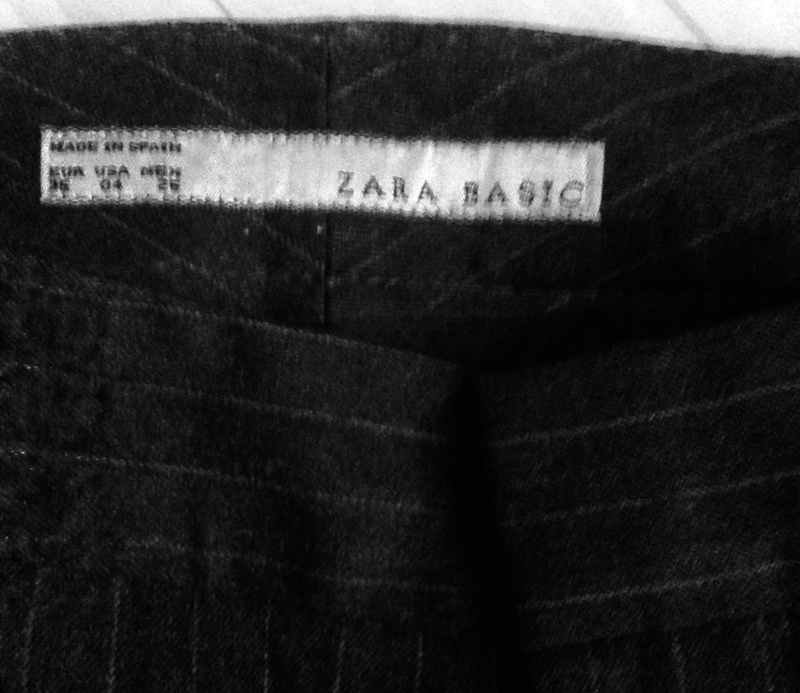 MADE IN SPAIN
EUR USA MEX
36 04 26
ZARA BASIC